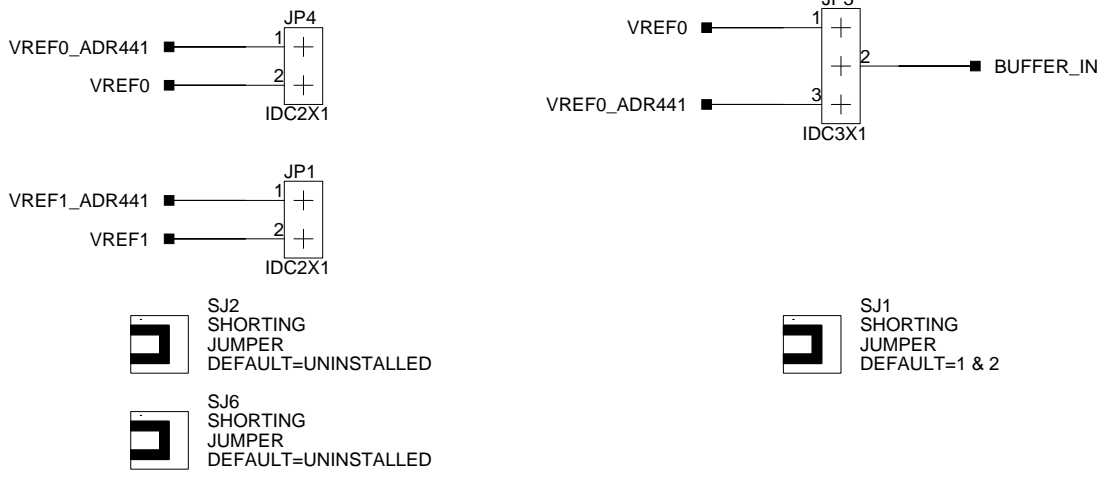 JP4
VREF0_ADR441
1
VREF0
2
IDC2X1
VREF0
1
2
BUFFER_IN
VREF0_ADR441
3
IDC3X1
JP1
VREF1_ADR441
1
VREF1
2
IDC2X1
SJ2
SHORTING
JUMPER
DEFAULT=UNINSTALLED
SJ1
SHORTING
JUMPER
DEFAULT=1 & 2
SJ6
SHORTING
JUMPER
DEFAULT=UNINSTALLED